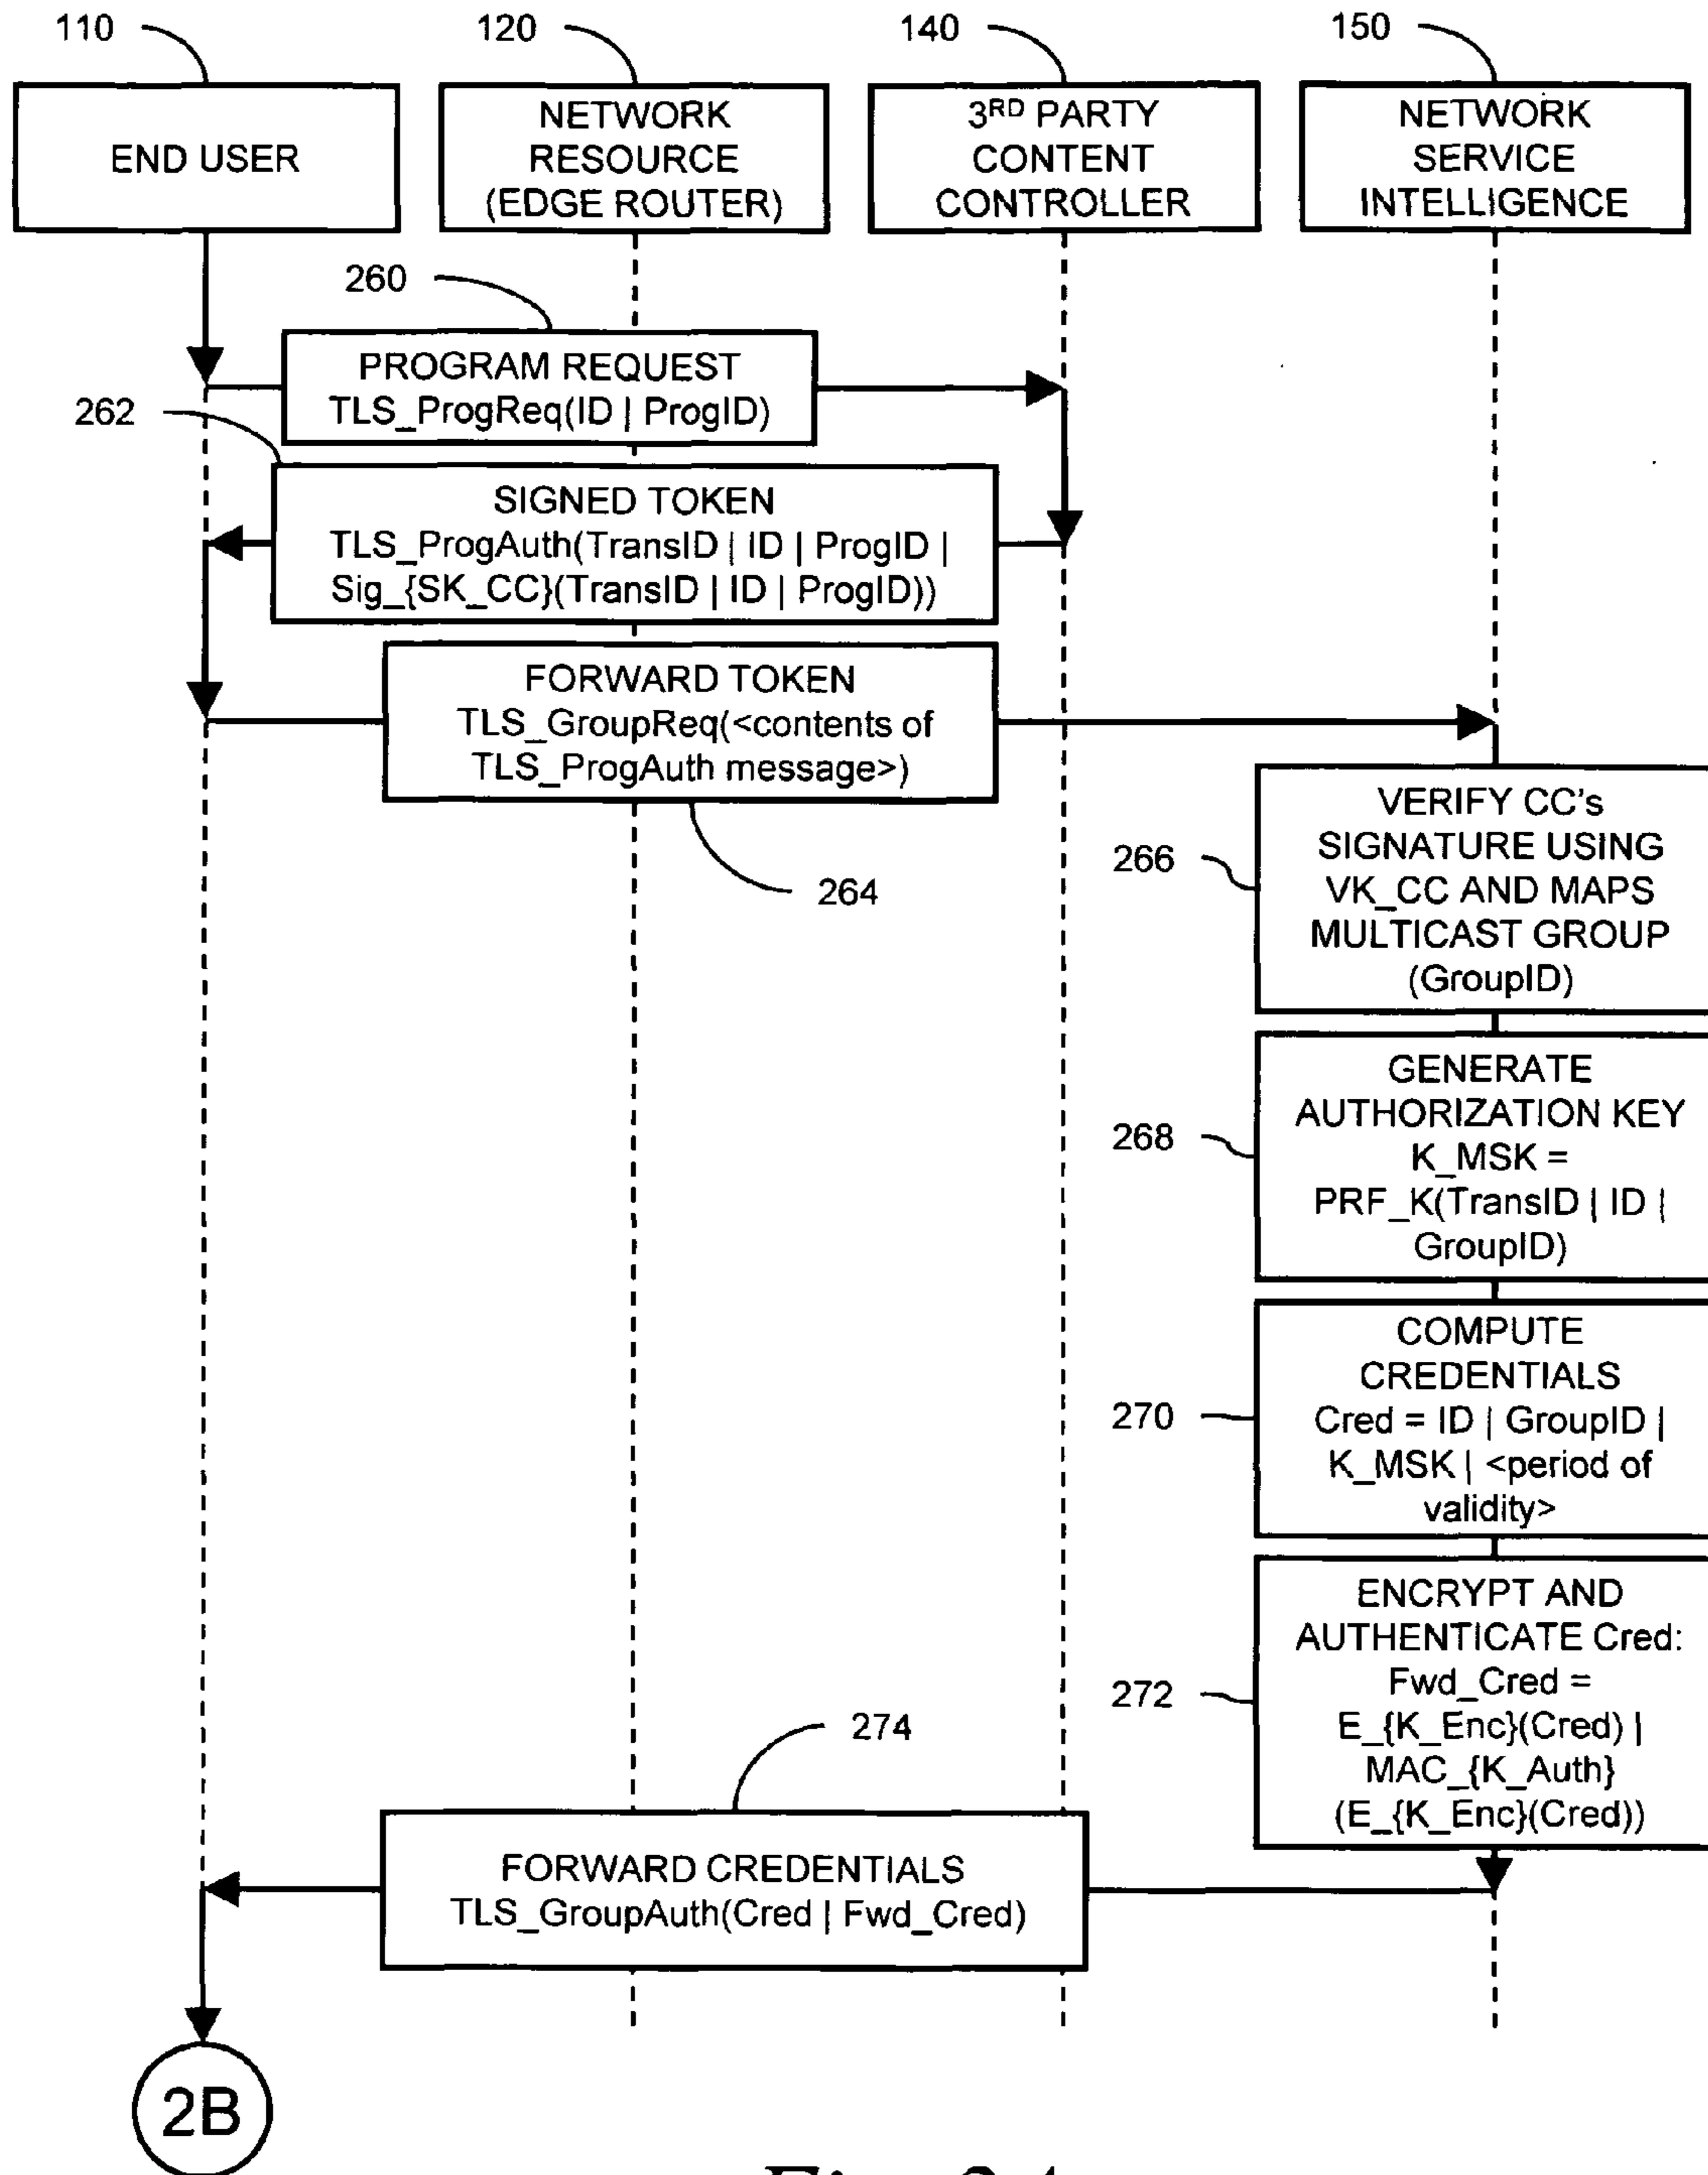 110
120
140
150
END USER
NETWORK
RESOURCE
(EDGE ROUTER)
3RD PARTY
CONTENT
CONTROLLER
NETWORK
SERVICE
INTELLIGENCE
260
PROGRAM REQUEST
TLS_ProgReq(ID | ProgID)
262
SIGNED TOKEN
TLS_ProgAuth(TransID | ID | ProgID |
Sig_{SK_CC}(TransID | ID | ProgID))
FORWARD TOKEN
TLS_GroupReq(<contents of
TLS_ProgAuth message>)
264
266
VERIFY CC's
SIGNATURE USING
VK_CC AND MAPS
MULTICAST GROUP
(GroupID)
268
GENERATE
AUTHORIZATION KEY
K_MSK =
PRF_K(TransID | ID |
GroupID)
270
COMPUTE
CREDENTIALS
Cred = ID | GroupID |
K_MSK | <period of
validity>
272
ENCRYPT AND
AUTHENTICATE Cred:
Fwd_Cred =
E_{K_Enc}(Cred) |
MAC_{K_Auth}
(E_{K_Enc}(Cred))
274
FORWARD CREDENTIALS
TLS_GroupAuth(Cred | Fwd_Cred)
2B